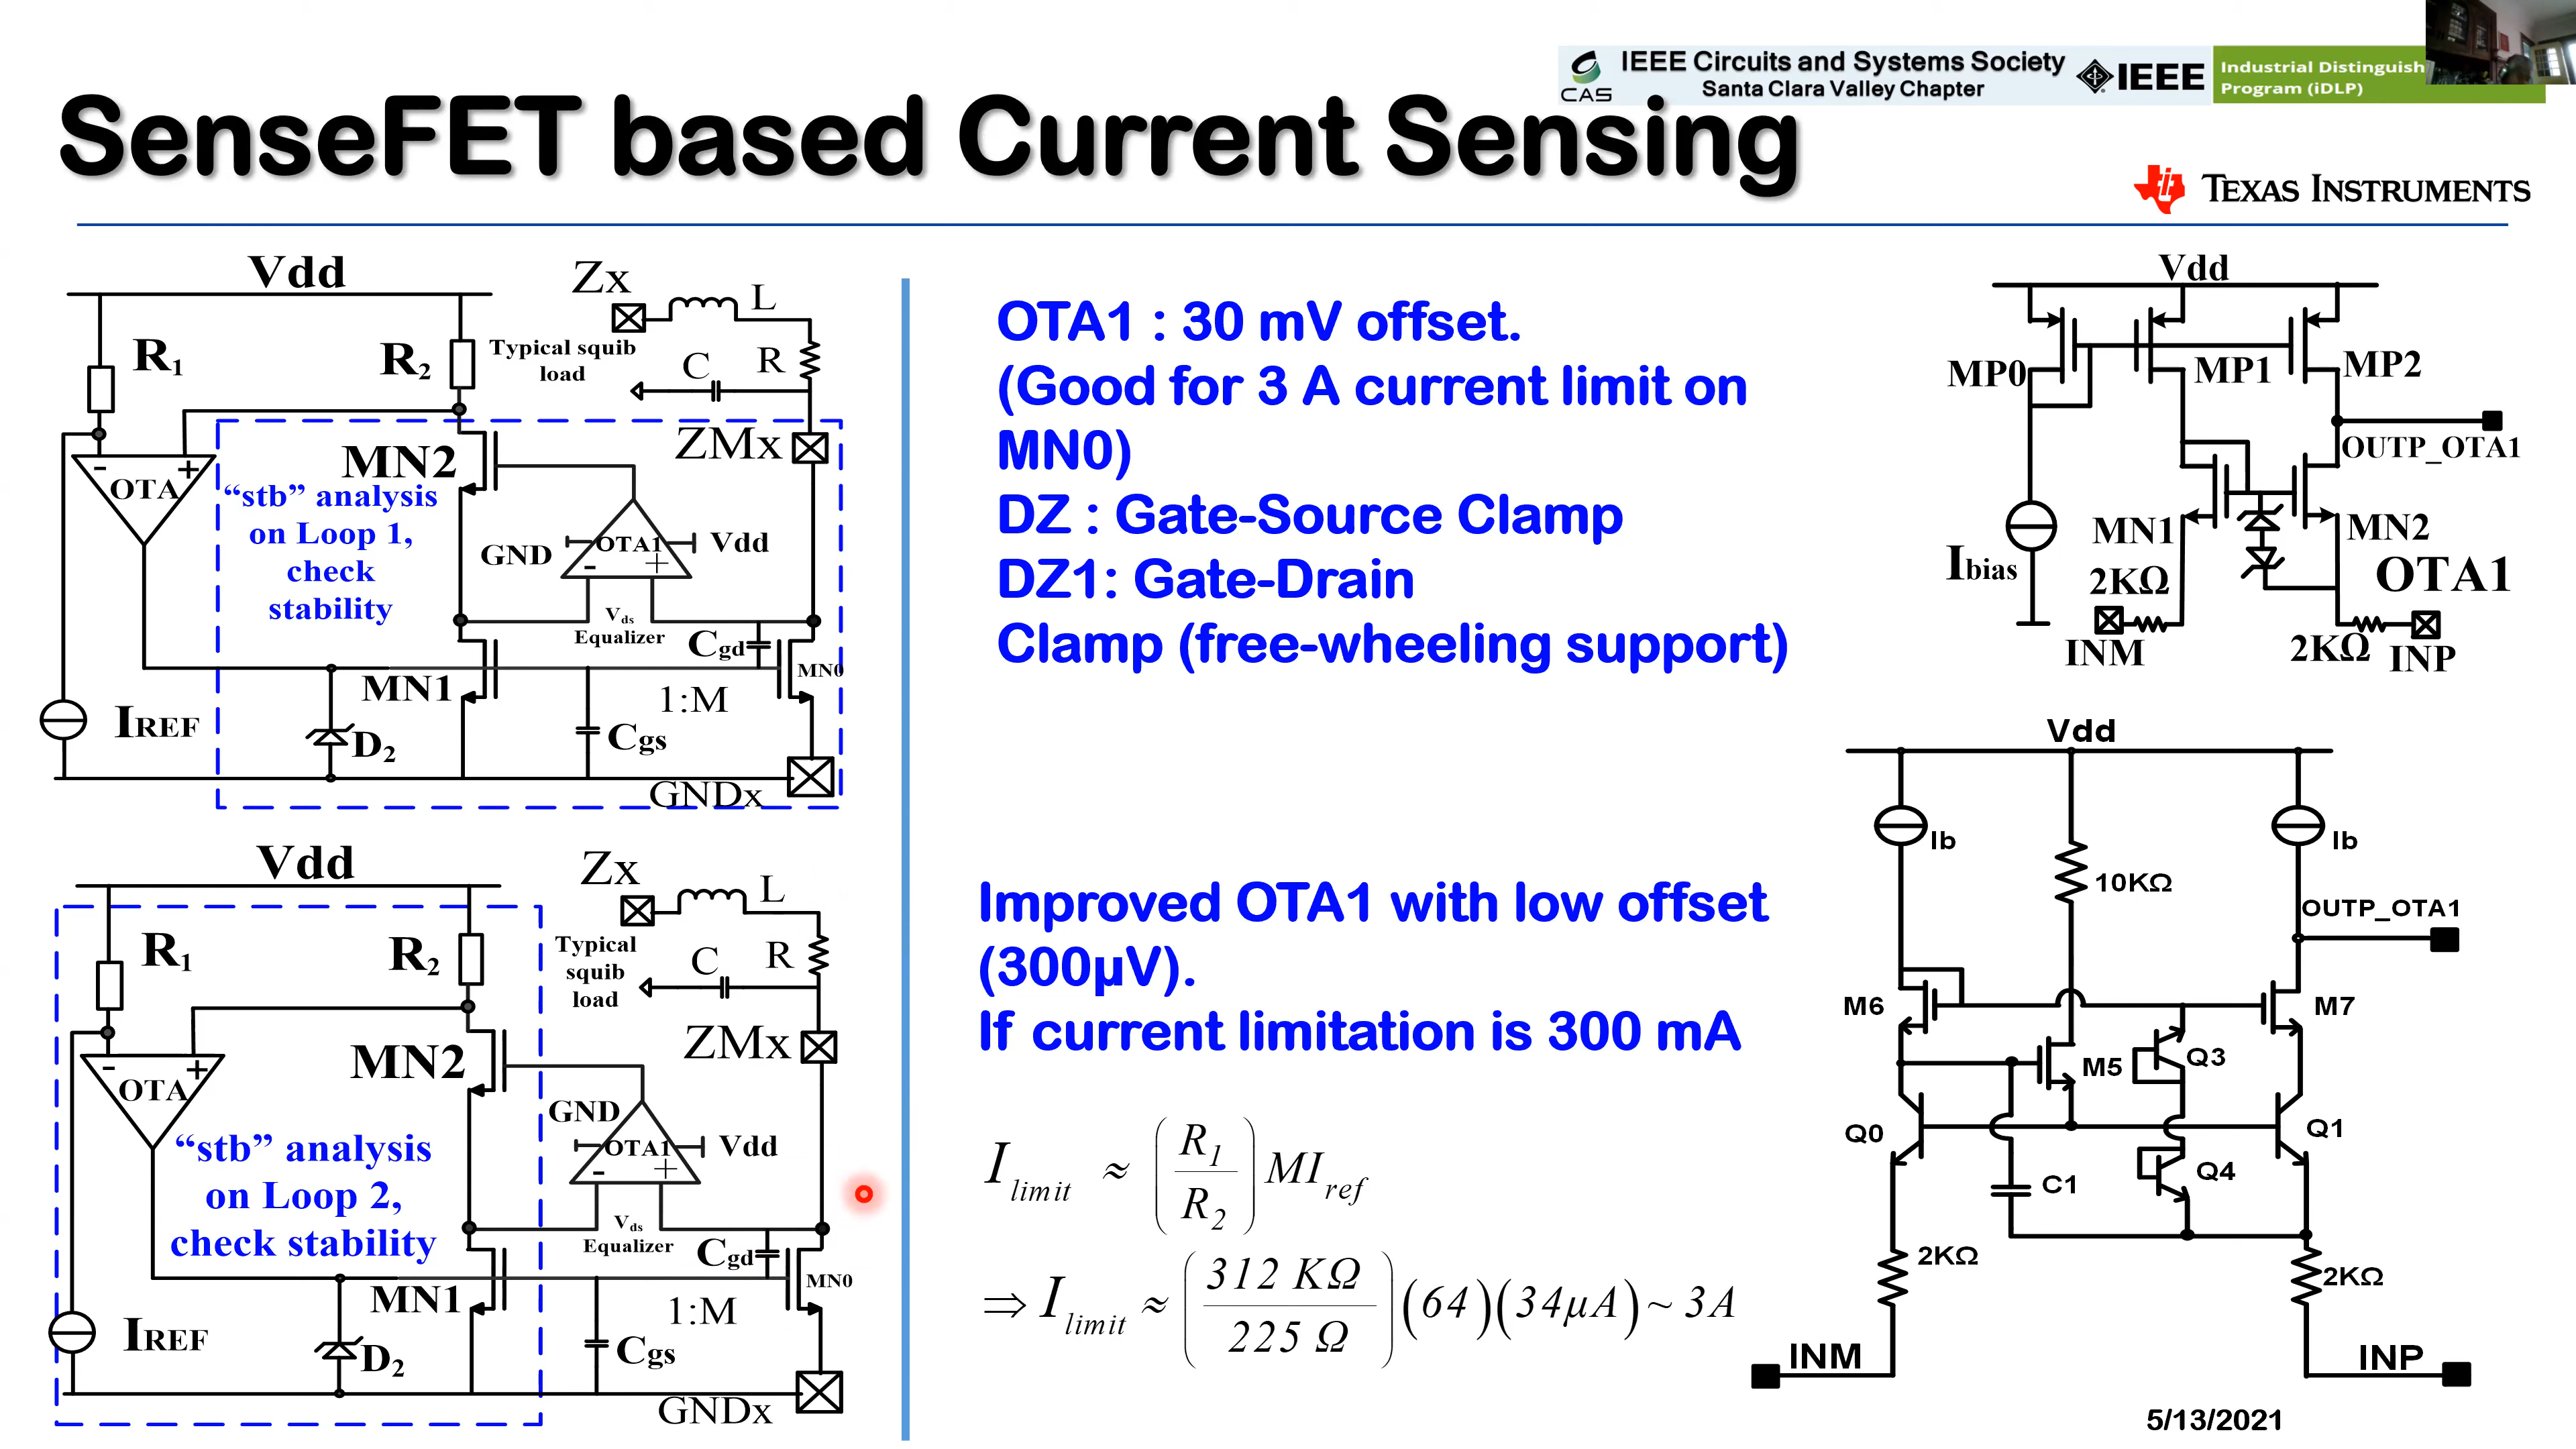 IEEE Circuits and Systems Society
Santa Clara Valley Chapter
CAS
IEEE
Industrial Distinguish
Program (iDLP)
SenseFET based Current Sensing
TEXAS INSTRUMENTS
Vdd
Zx
L
R1
R2
Typical squib
load
C
R
MN2
ZMx
-
+
OTA
"stb" analysis
on Loop 1,
check
stability
GND
OTA1
Vdd
-
+
Vds
Equalizer
Cgd
MN1
1:M
MN0
IREF
D2
Cgs
GNDx
Vdd
Zx
L
R1
R2
Typical
squib
load
C
R
MN2
ZMx
-
+
OTA
GND
OTA1
Vdd
-
+
"stb" analysis
on Loop 2,
check stability
Vds
Equalizer
Cgd
MN1
1:M
MN0
IREF
D2
Cgs
GNDx
OTA1 : 30 mV offset.
(Good for 3 A current limit on
MN0)
DZ : Gate-Source Clamp
DZ1: Gate-Drain
Clamp (free-wheeling support)
Improved OTA1 with low offset
(300µV).
If current limitation is 300 mA
Ilimit ≈ (R1/R2) MIref
⇒ Ilimit ≈ (312 KΩ/225 Ω)(64)(34µA) ~ 3A
Vdd
MP0
MP1
MP2
OUTP_OTA1
MN1
MN2
Ibias
2KΩ
OTA1
INM
2KΩ
INP
Vdd
Ib
Ib
10KΩ
OUTP_OTA1
M6
M7
M5
Q3
Q0
Q1
C1
Q4
2KΩ
2KΩ
INM
INP
5/13/2021